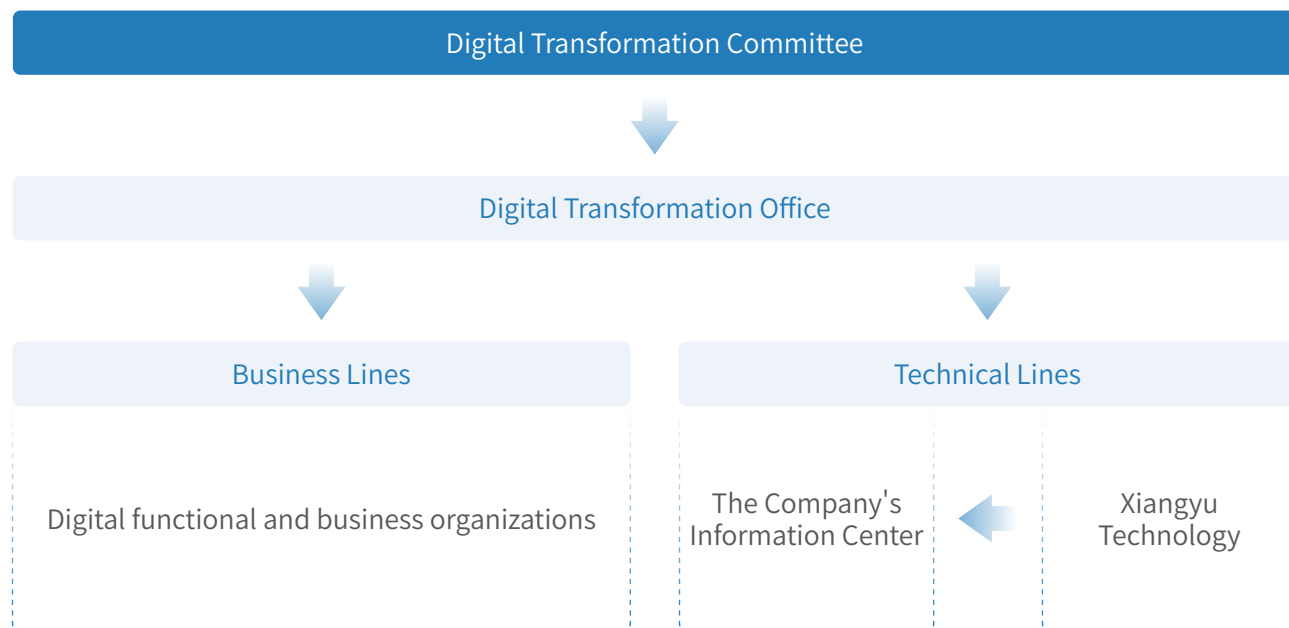 Digital Transformation Committee
Digital Transformation Office
Business Lines
Technical Lines
Digital functional and business organizations
The Company's
Information Center
Xiangyu
Technology